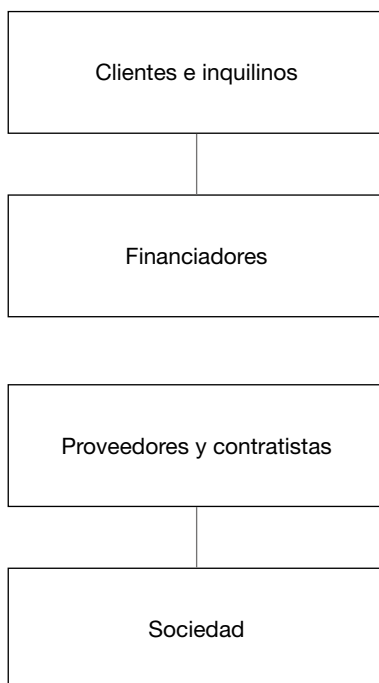 Clientes e inquilinos
Financiadores
Proveedores y contratistas
Sociedad